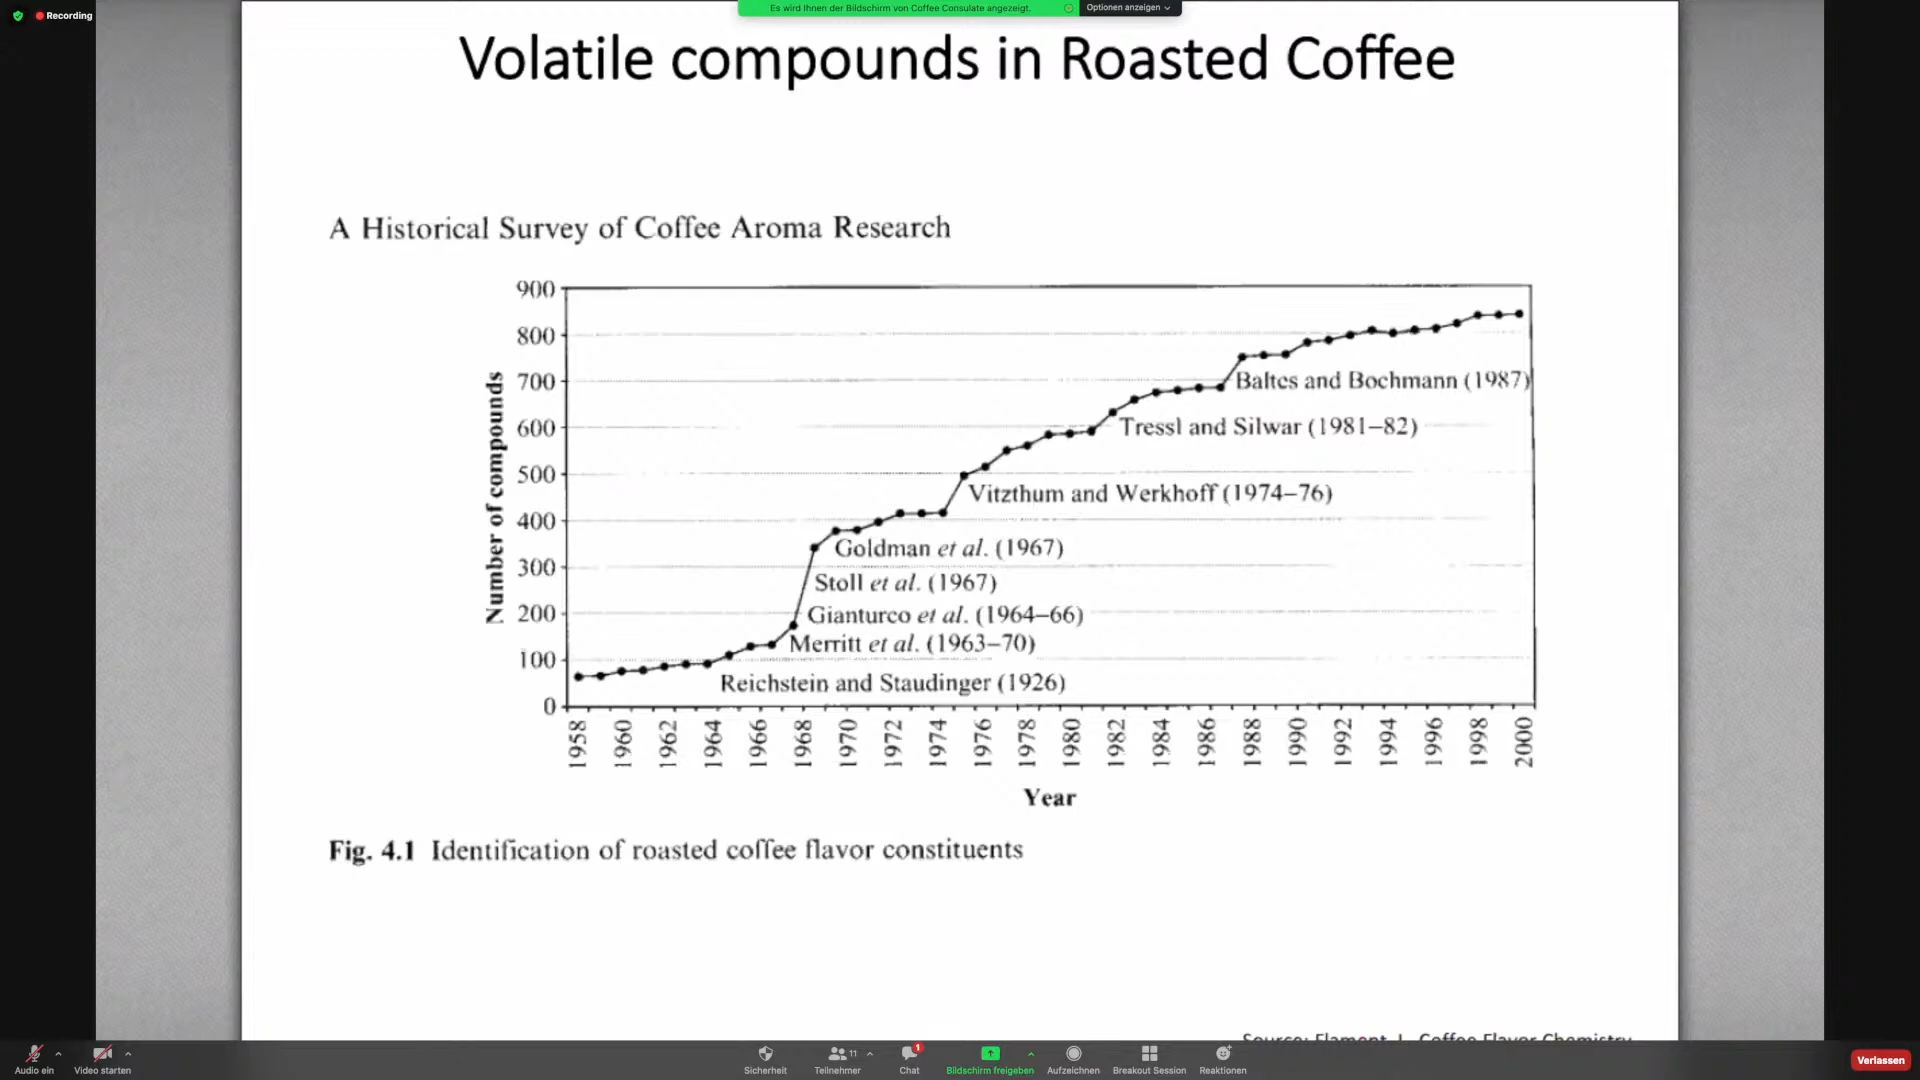 Recording
Es wird Ihnen der Bildschirm von Coffee Consulate angezeigt.
Optionen anzeigen
Volatile compounds in Roasted Coffee
A Historical Survey of Coffee Aroma Research
900
800
700
600
500
400
300
200
100
0
Number of compounds
Baltes and Bochmann (1987)
Tressl and Silwar (1981–82)
Vitzthum and Werkhoff (1974–76)
Goldman et al. (1967)
Stoll et al. (1967)
Gianturco et al. (1964–66)
Merritt et al. (1963–70)
Reichstein and Staudinger (1926)
1958 1960 1962 1964 1966 1968 1970 1972 1974 1976 1978 1980 1982 1984 1986 1988 1990 1992 1994 1996 1998 2000
Year
Fig. 4.1 Identification of roasted coffee flavor constituents
Source: Flament, I., Coffee Flavor Chemistry
Audio ein
Video starten
Sicherheit
11
Teilnehmer
1
Chat
Bildschirm freigeben
Aufzeichnen
Breakout Session
Reaktionen
Verlassen